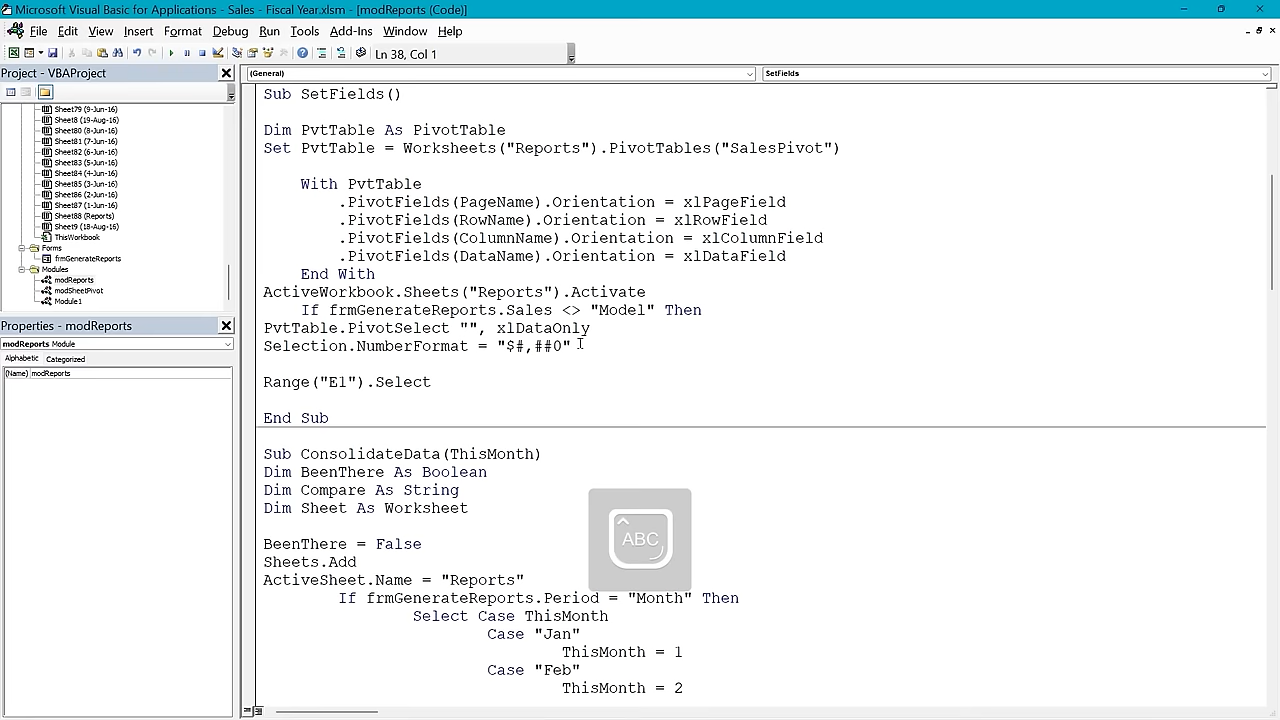 Microsoft Visual Basic for Applications - Sales - Fiscal Year.xlsm - [modReports (Code)]
File Edit View Insert Format Debug Run Tools Add-Ins Window Help
Ln 38, Col 1
Project - VBAProject
Sheet79 (9-Jun-16)
Sheet8 (19-Aug-16)
Sheet80 (8-Jun-16)
Sheet81 (7-Jun-16)
Sheet82 (6-Jun-16)
Sheet83 (5-Jun-16)
Sheet84 (4-Jun-16)
Sheet85 (3-Jun-16)
Sheet86 (2-Jun-16)
Sheet87 (1-Jun-16)
Sheet88 (Reports)
Sheet9 (18-Aug-16)
ThisWorkbook
Forms
frmGenerateReports
Modules
modReports
modSheetPivot
Module1
Properties - modReports
modReports Module
Alphabetic Categorized
(Name) modReports
(General) SetFields
Sub SetFields()
Dim PvtTable As PivotTable
Set PvtTable = Worksheets("Reports").PivotTables("SalesPivot")
With PvtTable
.PivotFields(PageName).Orientation = xlPageField
.PivotFields(RowName).Orientation = xlRowField
.PivotFields(ColumnName).Orientation = xlColumnField
.PivotFields(DataName).Orientation = xlDataField
End With
ActiveWorkbook.Sheets("Reports").Activate
If frmGenerateReports.Sales <> "Model" Then
PvtTable.PivotSelect "", xlDataOnly
Selection.NumberFormat = "$#,##0"
Range("E1").Select
End Sub
Sub ConsolidateData(ThisMonth)
Dim BeenThere As Boolean
Dim Compare As String
Dim Sheet As Worksheet
BeenThere = False
Sheets.Add
ActiveSheet.Name = "Reports"
If frmGenerateReports.Period = "Month" Then
Select Case ThisMonth
Case "Jan"
ThisMonth = 1
Case "Feb"
ThisMonth = 2
ABC